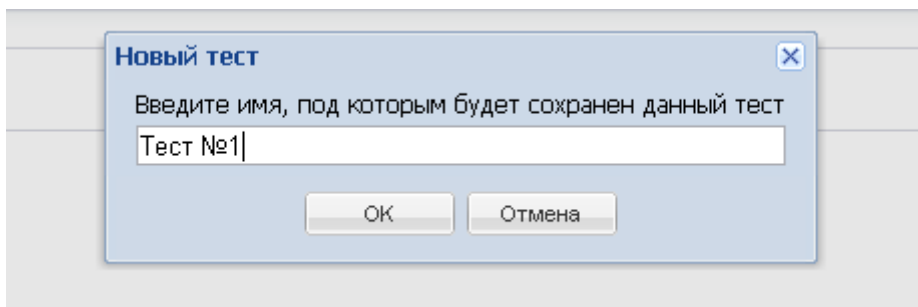 Новый тест
Введите имя, под которым будет сохранен данный тест
Тест №1
ОК
Отмена